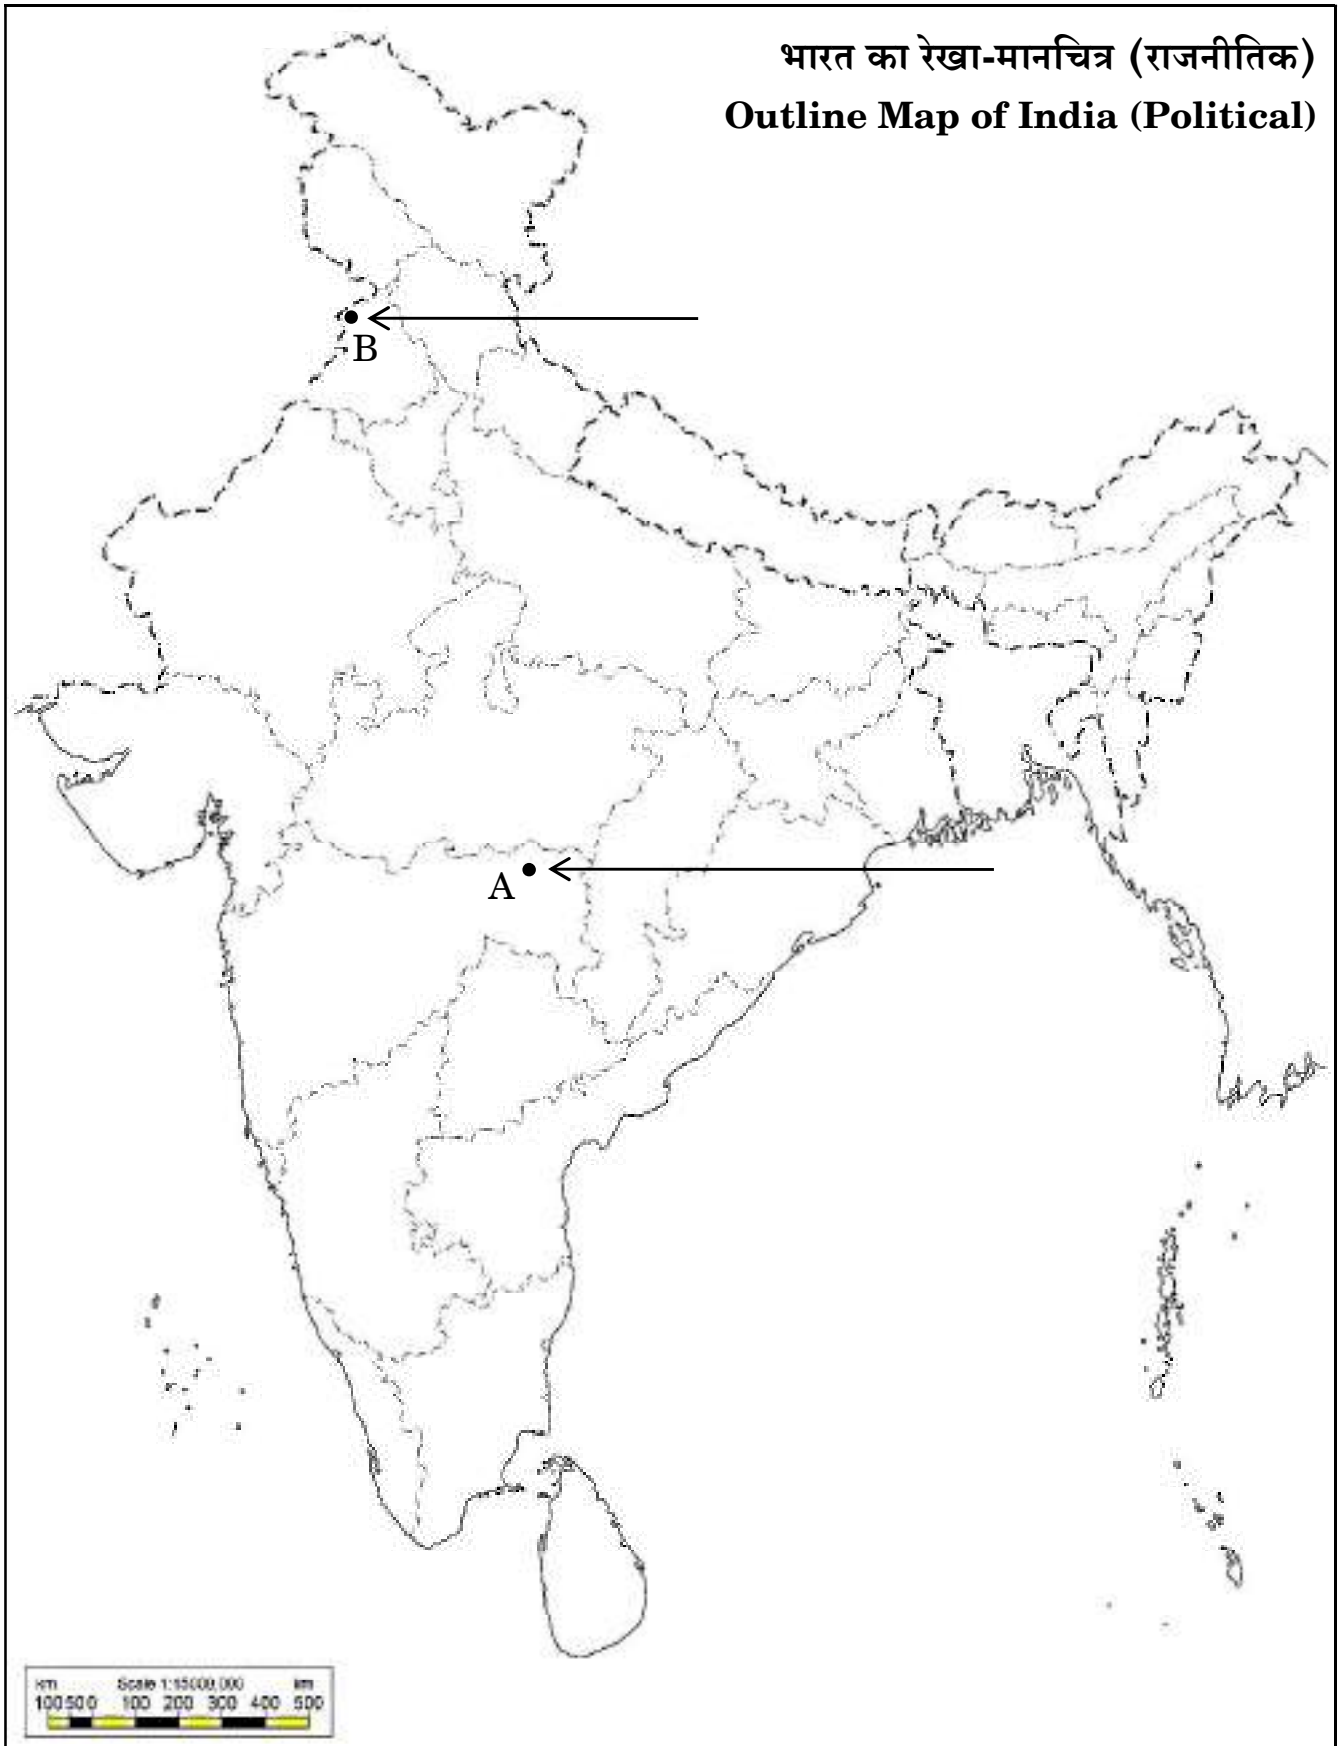 भारत का रेखा-मानचित्र (राजनीतिक)
Outline Map of India (Political)
B
A
km Scale 1:15000,000 km
100 50 0 100 200 300 400 500